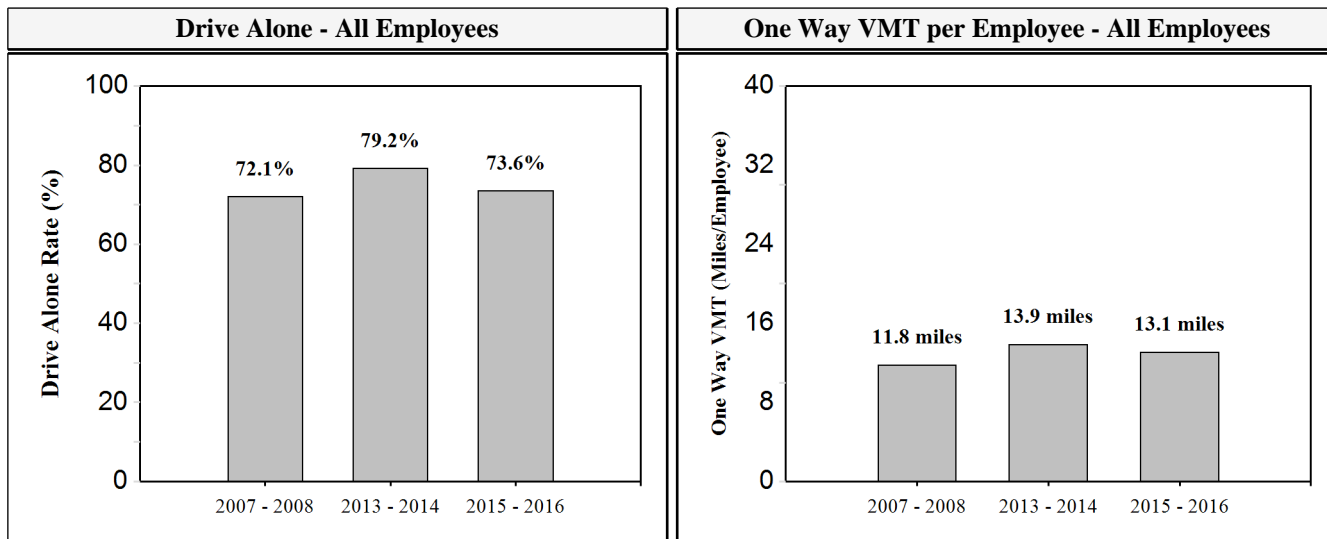 Drive Alone - All Employees
100
80
60
40
20
0
Drive Alone Rate (%)
72.1%
79.2%
73.6%
2007 - 2008
2013 - 2014
2015 - 2016
One Way VMT per Employee - All Employees
40
32
24
16
8
0
One Way VMT (Miles/Employee)
11.8 miles
13.9 miles
13.1 miles
2007 - 2008
2013 - 2014
2015 - 2016